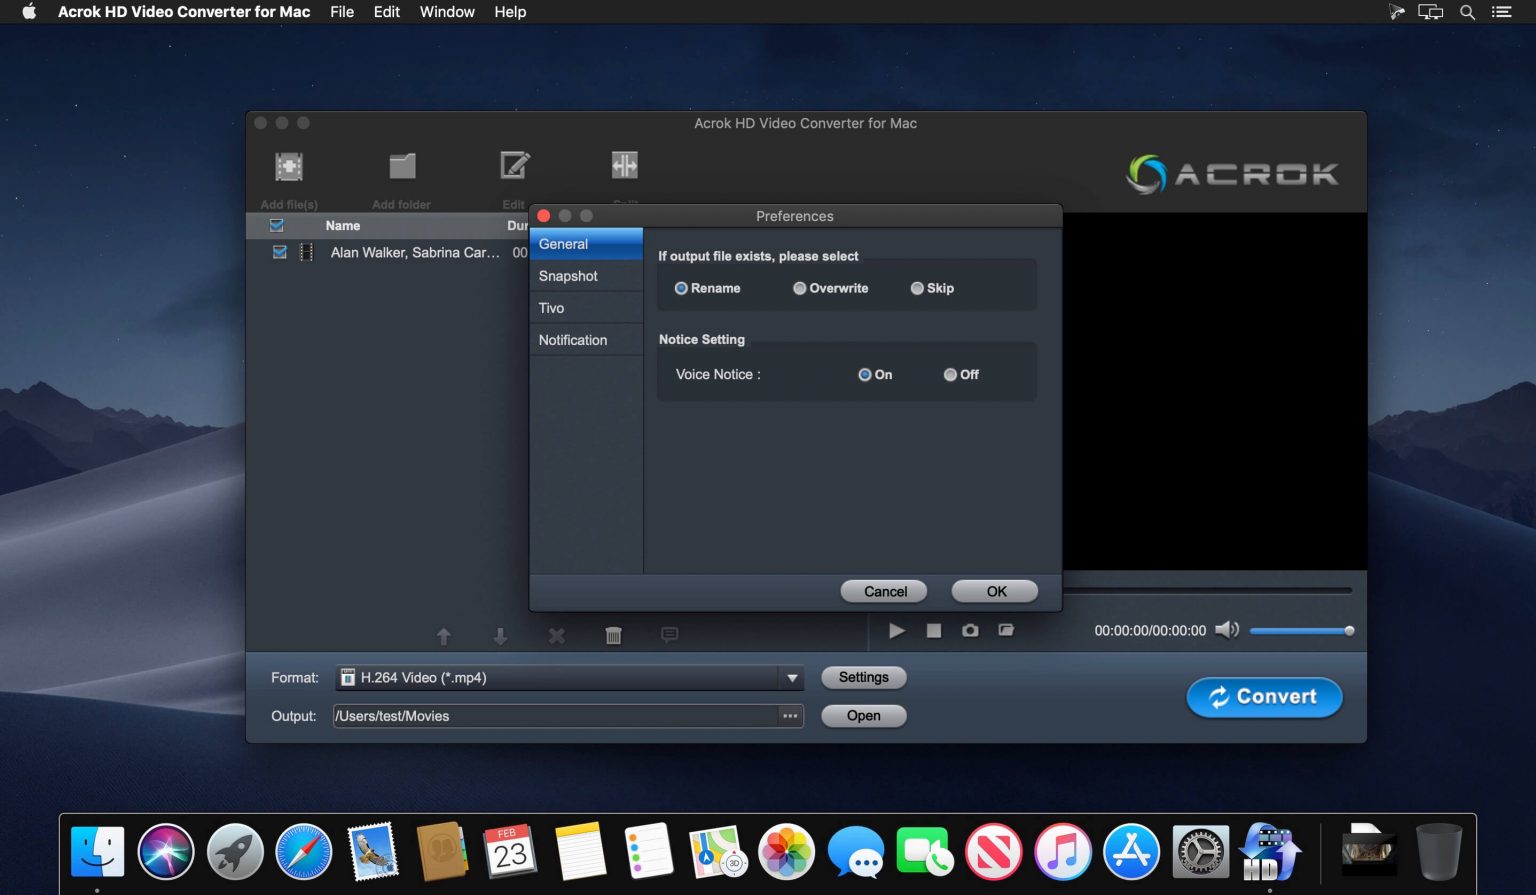 Acrok HD Video Converter for Mac File Edit Window Help
Acrok HD Video Converter for Mac
ACROK
Add file(s) Add folder Edit Split
Name Dur
Alan Walker, Sabrina Car... 00
Preferences
General
Snapshot
Tivo
Notification
If output file exists, please select
Rename Overwrite Skip
Notice Setting
Voice Notice : On Off
Cancel OK
00:00:00/00:00:00
Format: H.264 Video (*.mp4) Settings
Output: /Users/test/Movies ••• Open
Convert
FEB
23
3D
HD